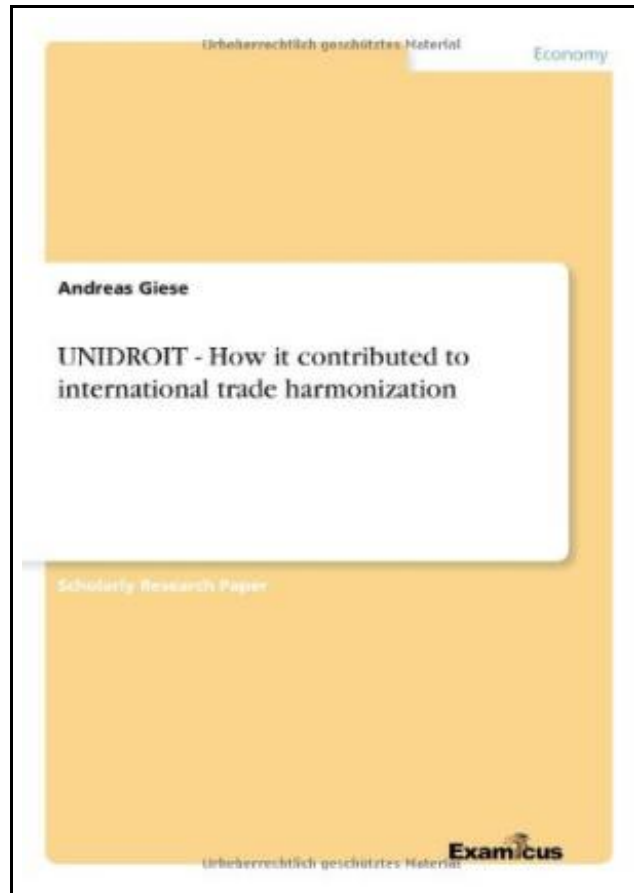 Urheberrechtlich geschütztes Material
Economy
Andreas Giese
UNIDROIT - How it contributed to
international trade harmonization
Scholarly Research Paper
Examicus
Urheberrechtlich geschütztes Material